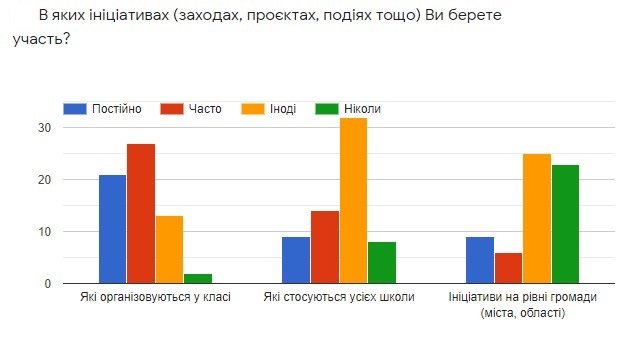 В яких ініціативах (заходах, проєктах, подіях тощо) Ви берете
участь?
Постійно Часто Іноді Ніколи
30
20
10
0
Які організовуються у класі Які стосуються усієх школи Ініціативи на рівні громади
(міста, області)